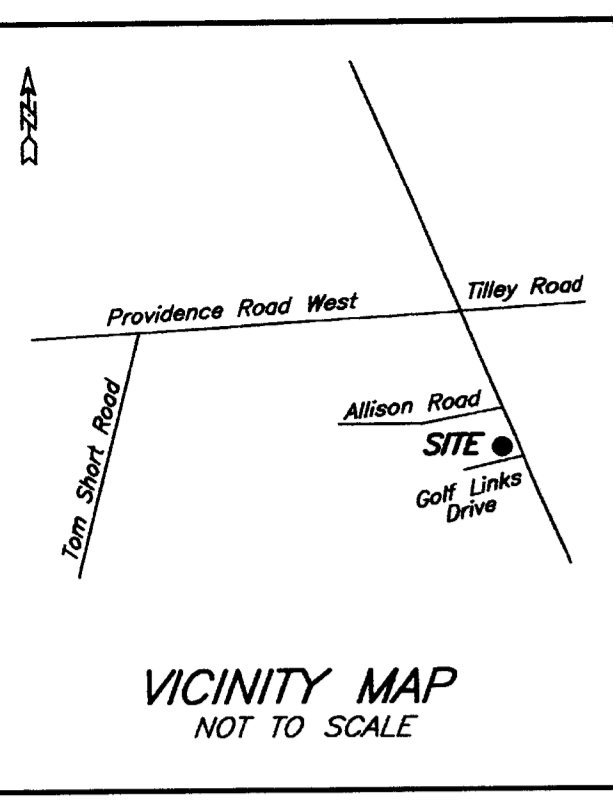 N
Tilley Road
Providence Road West
Allison Road
SITE
Tom Short Road
Golf Links
Drive
VICINITY MAP
NOT TO SCALE